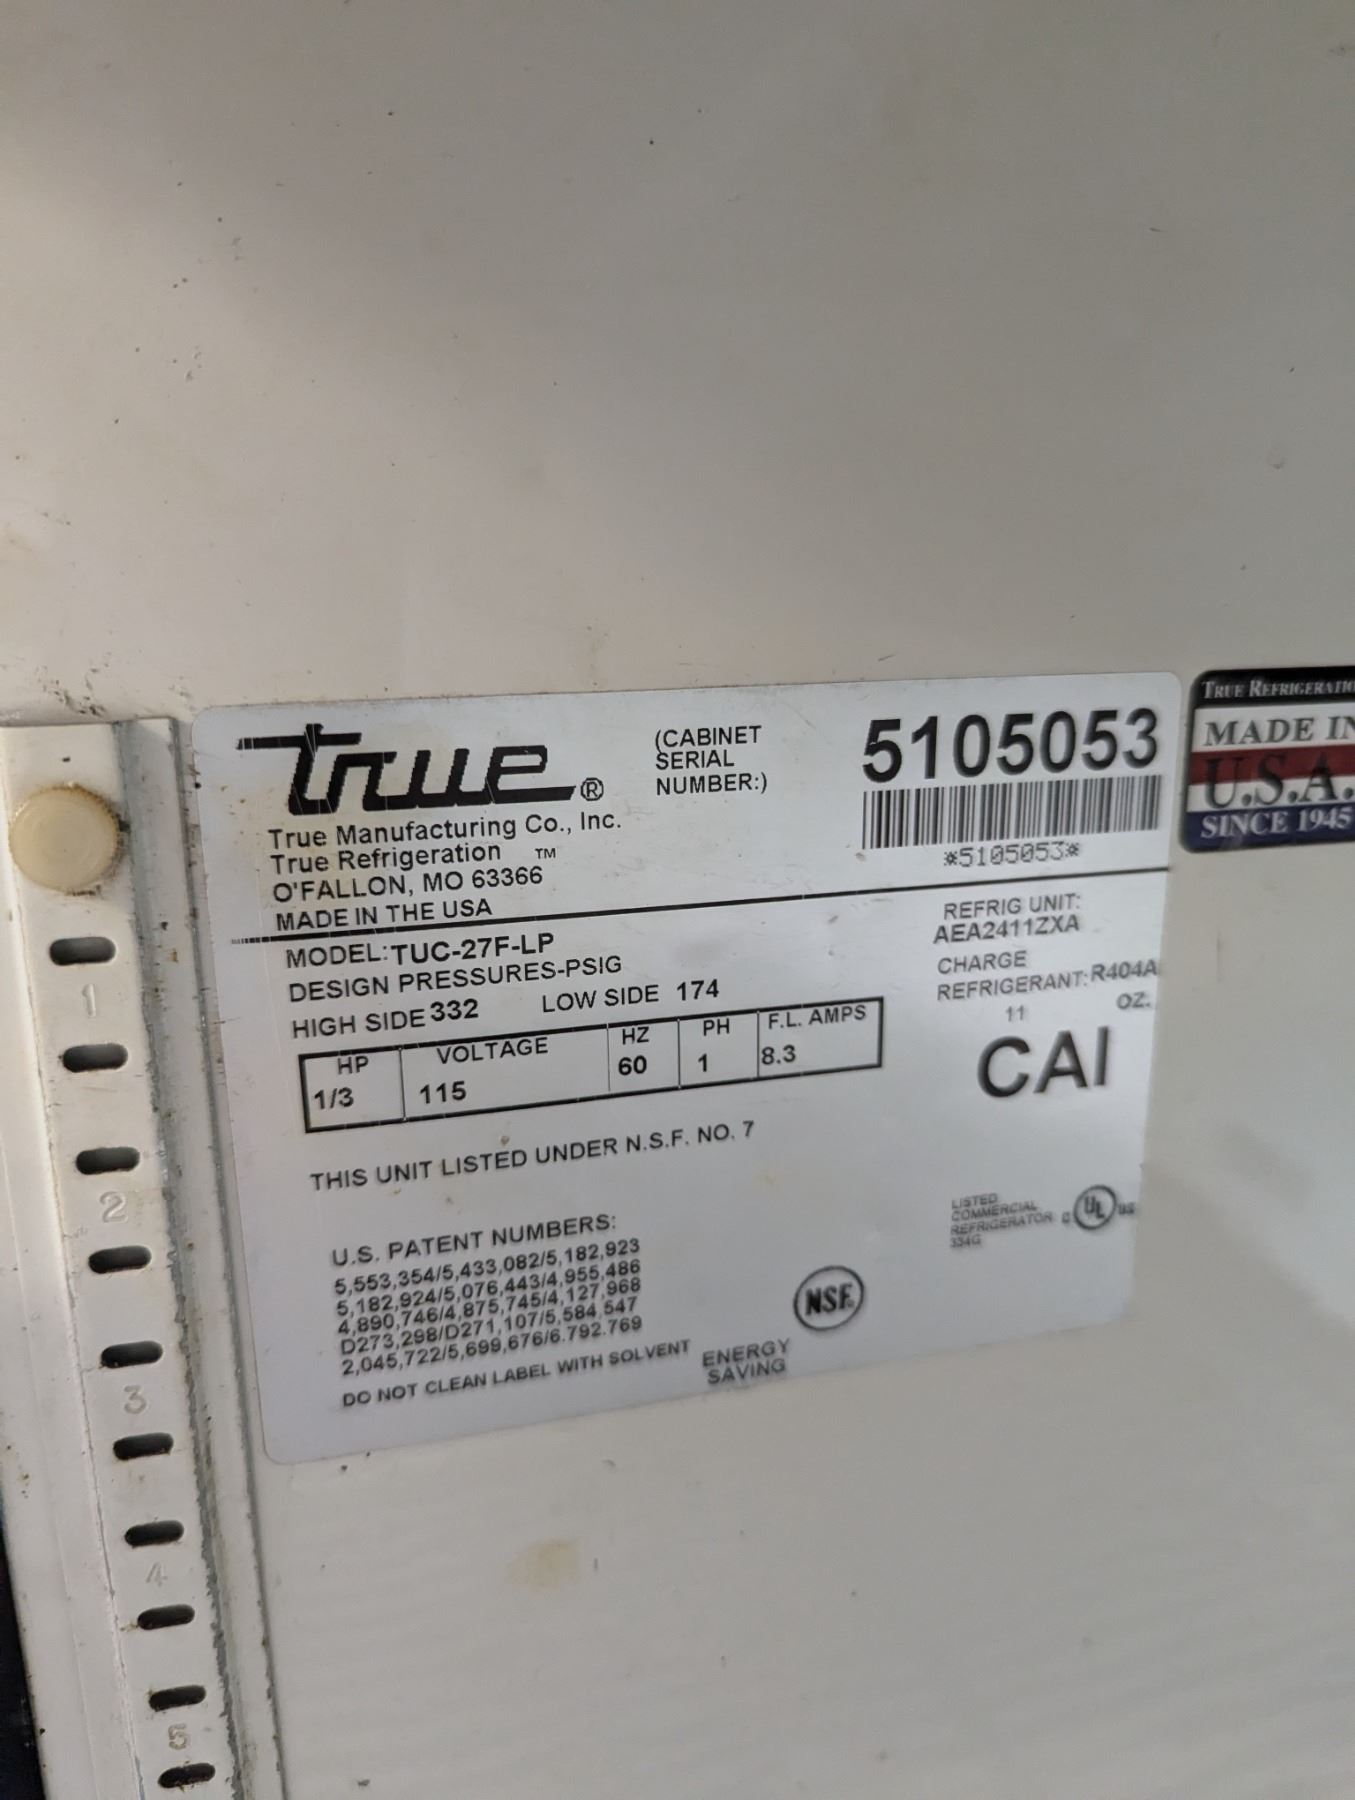 True®
True Manufacturing Co., Inc.
True Refrigeration ™
O'FALLON, MO 63366
MADE IN THE USA
(CABINET
SERIAL
NUMBER:)
5105053
*5105053*
TRUE REFRIGERATIO
MADE IN
U.S.A.
SINCE 1945
MODEL: TUC-27F-LP
DESIGN PRESSURES-PSIG
HIGH SIDE 332 LOW SIDE 174
REFRIG UNIT:
AEA2411ZXA
CHARGE
REFRIGERANT: R404A
11 OZ.
CAI
HP VOLTAGE HZ PH F.L. AMPS
1/3 115 60 1 8.3
THIS UNIT LISTED UNDER N.S.F. NO. 7
U.S. PATENT NUMBERS:
5,553,354/5,433,082/5,182,923
5,182,924/5,076,443/4,955,486
4,890,746/4,875,745/4,127,968
D273,298/D271,107/5,584,547
2,045,722/5,699,676/6.792.769
DO NOT CLEAN LABEL WITH SOLVENT
ENERGY
SAVING
NSF.
LISTED
COMMERCIAL
REFRIGERATOR
334G
C UL US
1
2
3
4
5